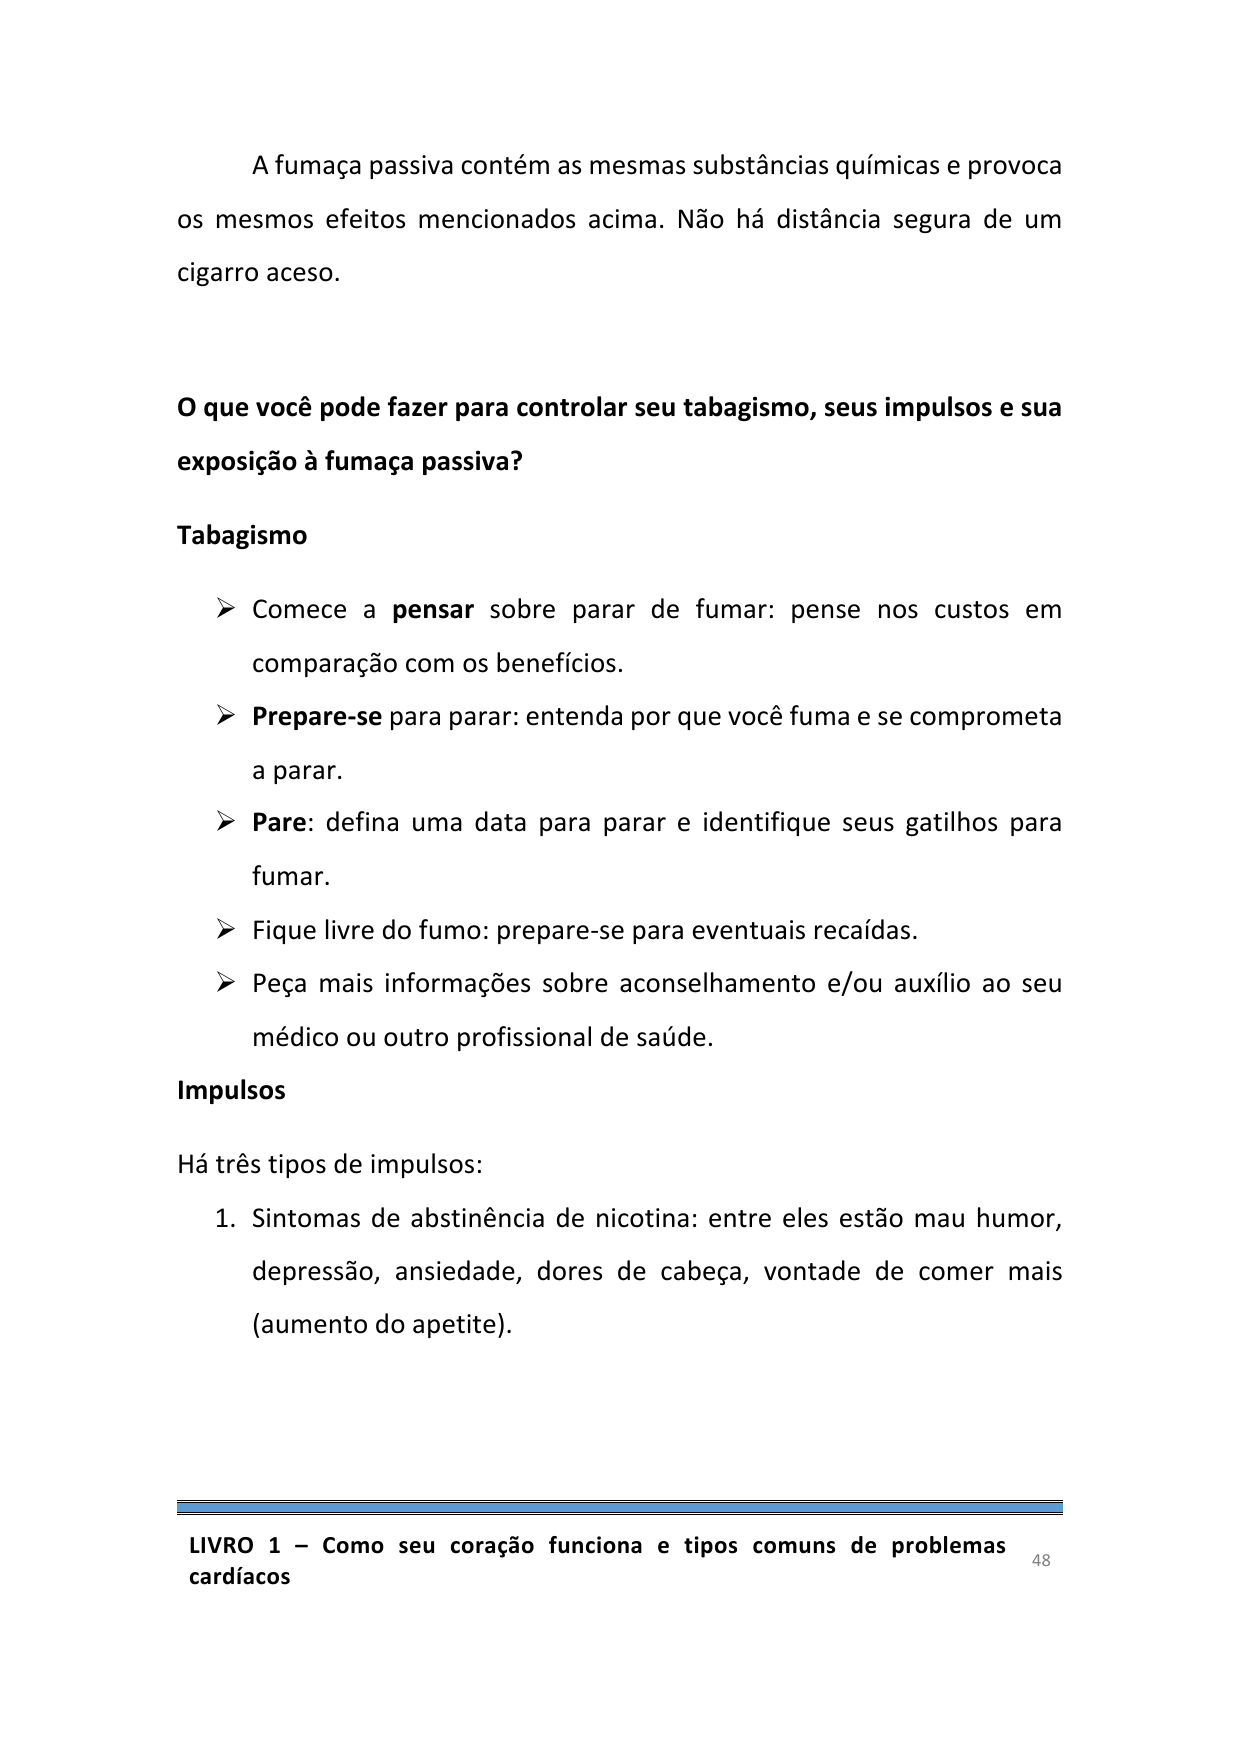 A fumaça passiva contém as mesmas substâncias químicas e provoca
os mesmos efeitos mencionados acima. Não há distância segura de um
cigarro aceso.
O que você pode fazer para controlar seu tabagismo, seus impulsos e sua
exposição à fumaça passiva?
Tabagismo
➢ Comece a pensar sobre parar de fumar: pense nos custos em
comparação com os benefícios.
➢ Prepare-se para parar: entenda por que você fuma e se comprometa
a parar.
➢ Pare: defina uma data para parar e identifique seus gatilhos para
fumar.
➢ Fique livre do fumo: prepare-se para eventuais recaídas.
➢ Peça mais informações sobre aconselhamento e/ou auxílio ao seu
médico ou outro profissional de saúde.
Impulsos
Há três tipos de impulsos:
1. Sintomas de abstinência de nicotina: entre eles estão mau humor,
depressão, ansiedade, dores de cabeça, vontade de comer mais
(aumento do apetite).
LIVRO 1 – Como seu coração funciona e tipos comuns de problemas
cardíacos
48